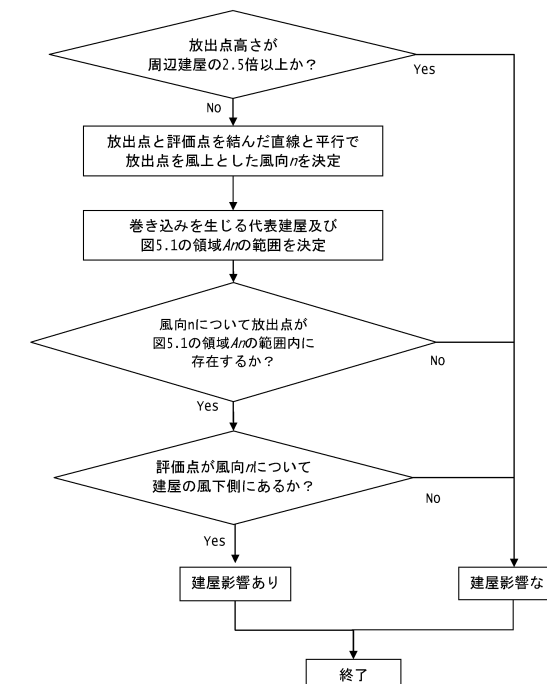 放出点高さが
周辺建屋の2.5倍以上か？
Yes
No
放出点と評価点を結んだ直線と平行で
放出点を風上とした風向nを決定
巻き込みを生じる代表建屋及び
図5.1の領域Anの範囲を決定
風向nについて放出点が
図5.1の領域Anの範囲内に
存在するか？
No
Yes
評価点が風向nについて
建屋の風下側にあるか？
No
Yes
建屋影響あり
建屋影響な
終了